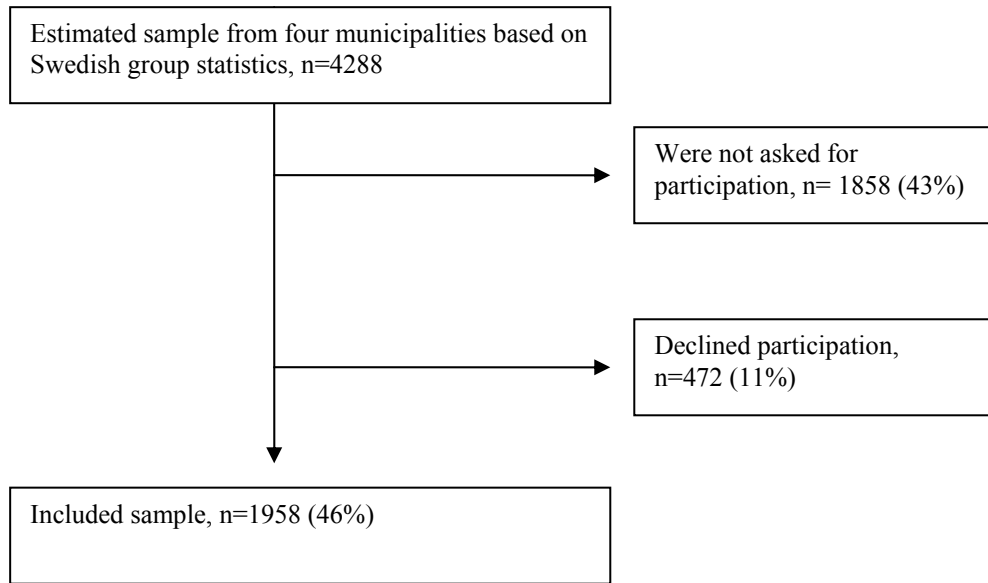 Estimated sample from four municipalities based on
Swedish group statistics, n=4288
Were not asked for
participation, n= 1858 (43%)
Declined participation,
n=472 (11%)
Included sample, n=1958 (46%)